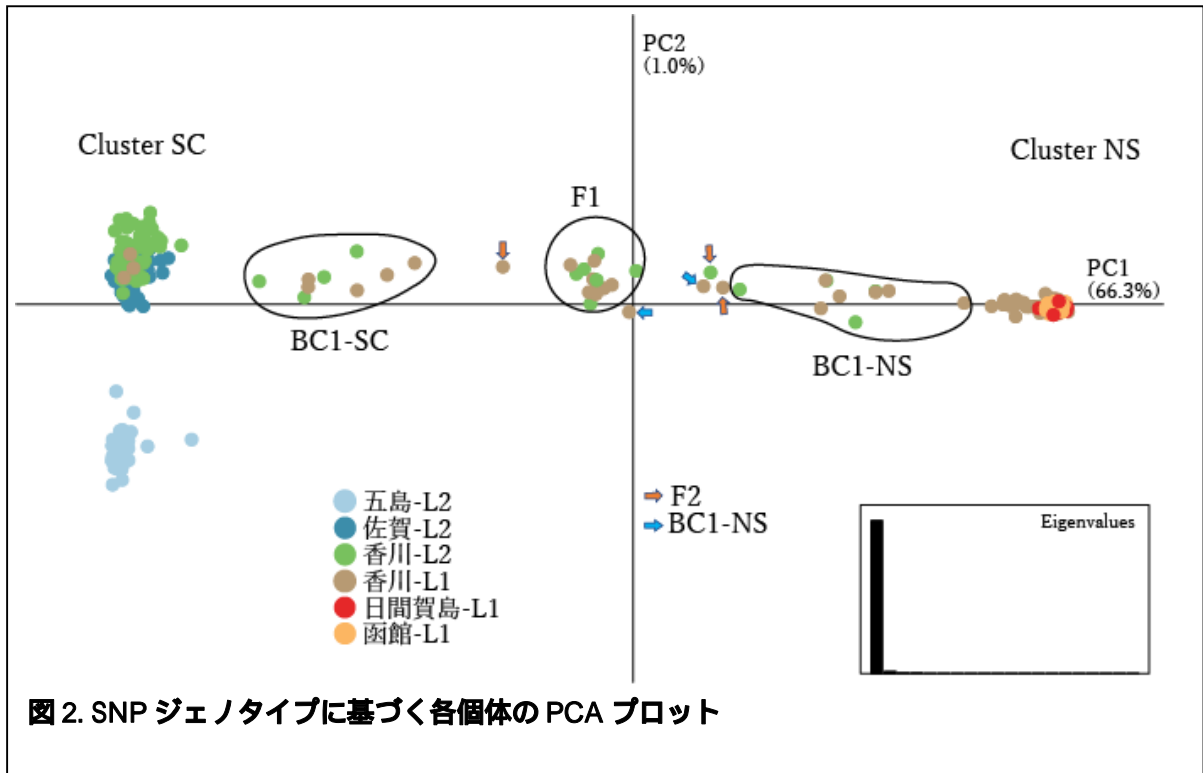 PC2
(1.0%)
Cluster SC
Cluster NS
F1
PC1
(66.3%)
BC1-SC
BC1-NS
五島-L2
佐賀-L2
香川-L2
香川-L1
日間賀島-L1
函館-L1
F2
BC1-NS
Eigenvalues
図 2. SNP ジェノタイプに基づく各個体の PCA プロット